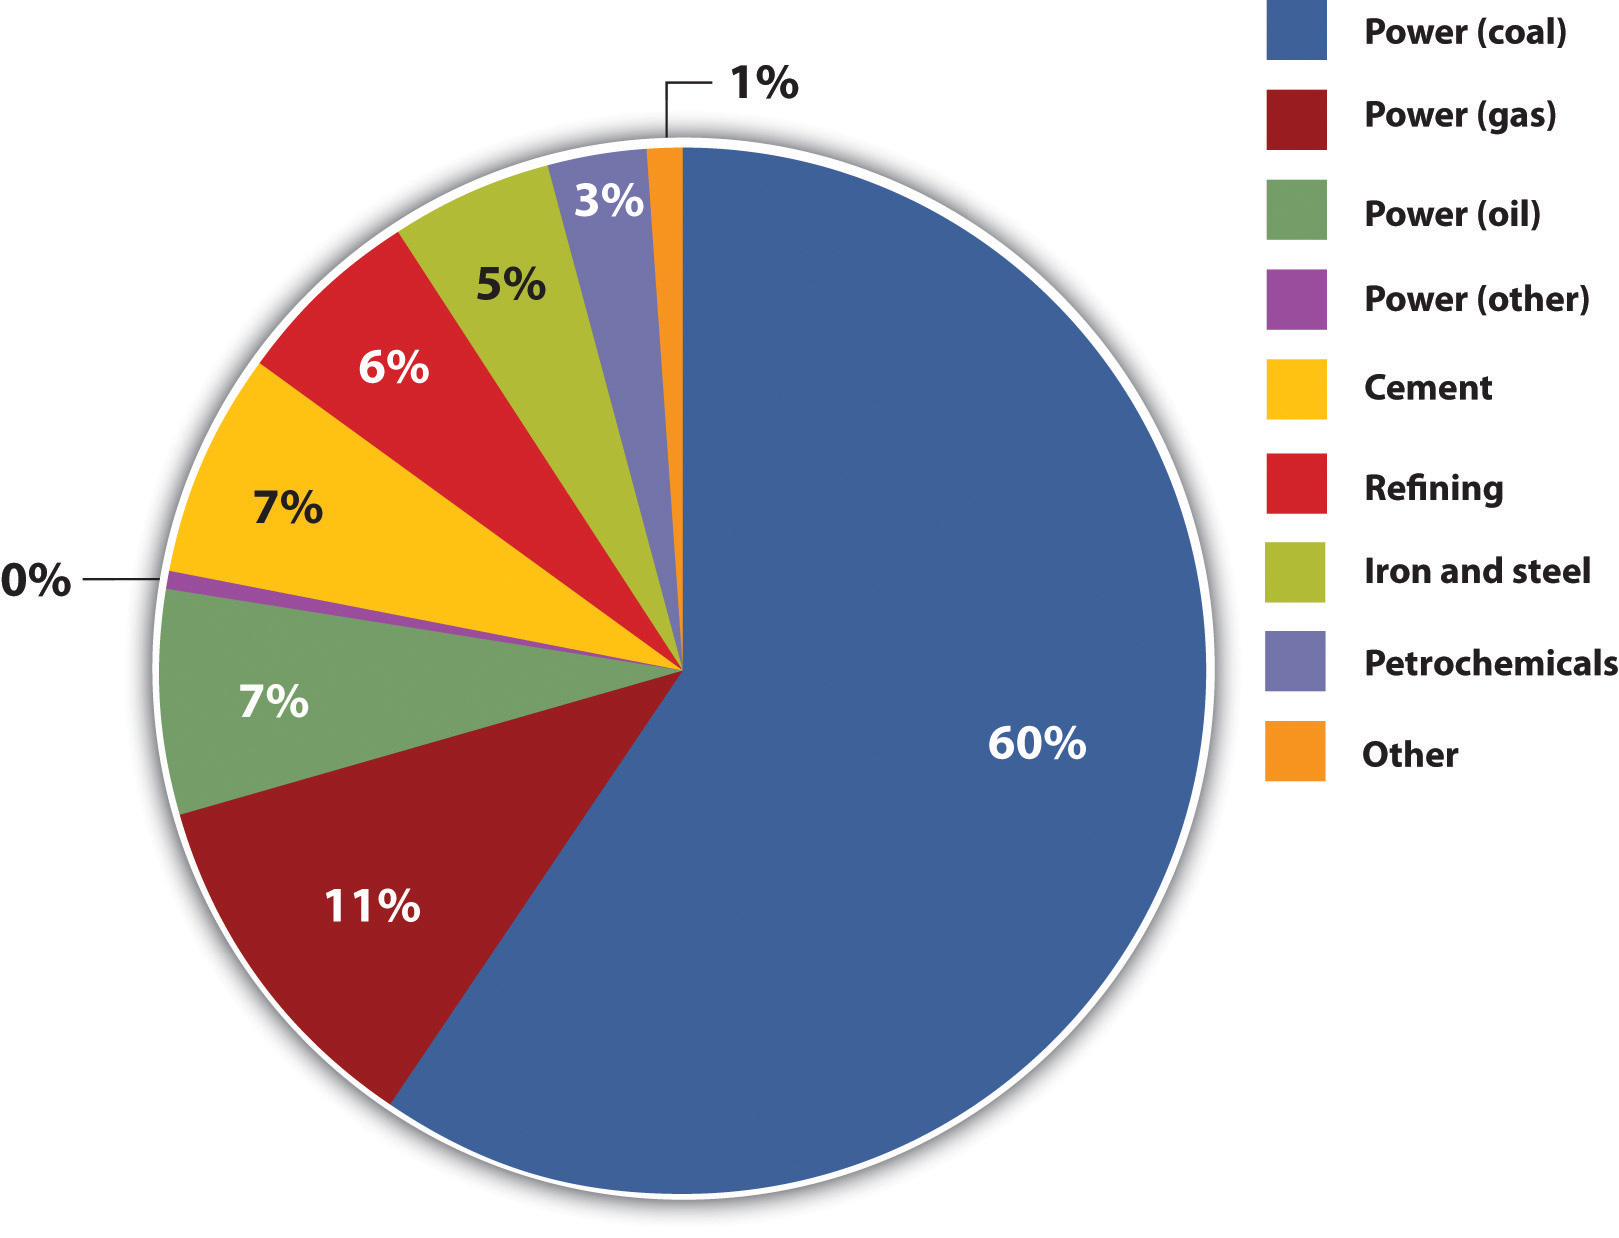 1%
3%
5%
6%
7%
0%
7%
11%
60%
Power (coal)
Power (gas)
Power (oil)
Power (other)
Cement
Refining
Iron and steel
Petrochemicals
Other